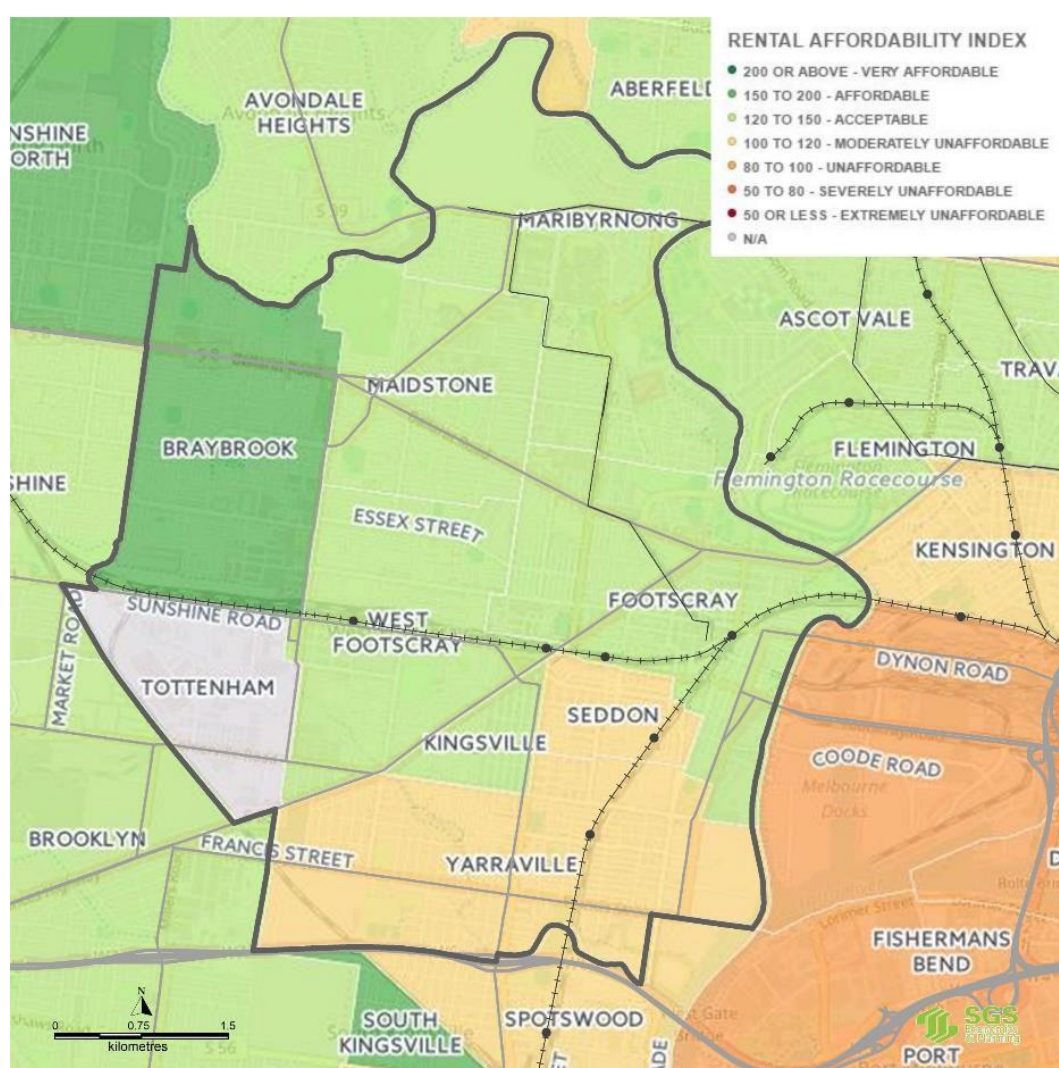 RENTAL AFFORDABILITY INDEX
200 OR ABOVE - VERY AFFORDABLE
150 TO 200 - AFFORDABLE
120 TO 150 - ACCEPTABLE
100 TO 120 - MODERATELY UNAFFORDABLE
80 TO 100 - UNAFFORDABLE
50 TO 80 - SEVERELY UNAFFORDABLE
50 OR LESS - EXTREMELY UNAFFORDABLE
N/A
ABERFELD
AVONDALE
HEIGHTS
NSHINE
ORTH
MARIBYRNONG
ASCOT VALE
TRAVA
MAIDSTONE
BRAYBROOK
FLEMINGTON
Flemington Racecourse
SHINE
ESSEX STREET
KENSINGTON
SUNSHINE ROAD
MARKET ROAD
WEST
FOOTSCRAY
FOOTSCRAY
DYNON ROAD
TOTTENHAM
SEDDON
KINGSVILLE
COODE ROAD
Melbourne
Docks
BROOKLYN
FRANCIS STREET
YARRAVILLE
Lorimer Street
FISHERMANS
BEND
N
0 0.75 1.5
kilometres
SOUTH
KINGSVILLE
SPOTSWOOD
SGS
Economics
& Planning
PORT